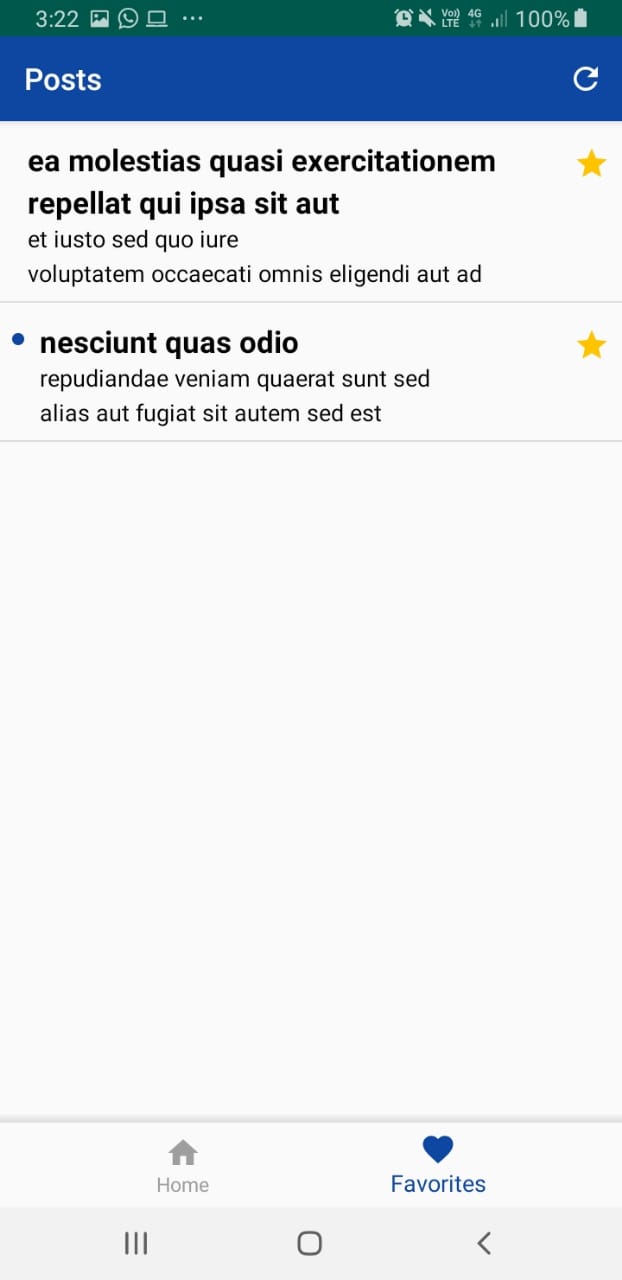 3:22 100%
VoD LTE 4G
Posts
ea molestias quasi exercitationem
repellat qui ipsa sit aut
et iusto sed quo iure
voluptatem occaecati omnis eligendi aut ad
nesciunt quas odio
repudiandae veniam quaerat sunt sed
alias aut fugiat sit autem sed est
Home Favorites